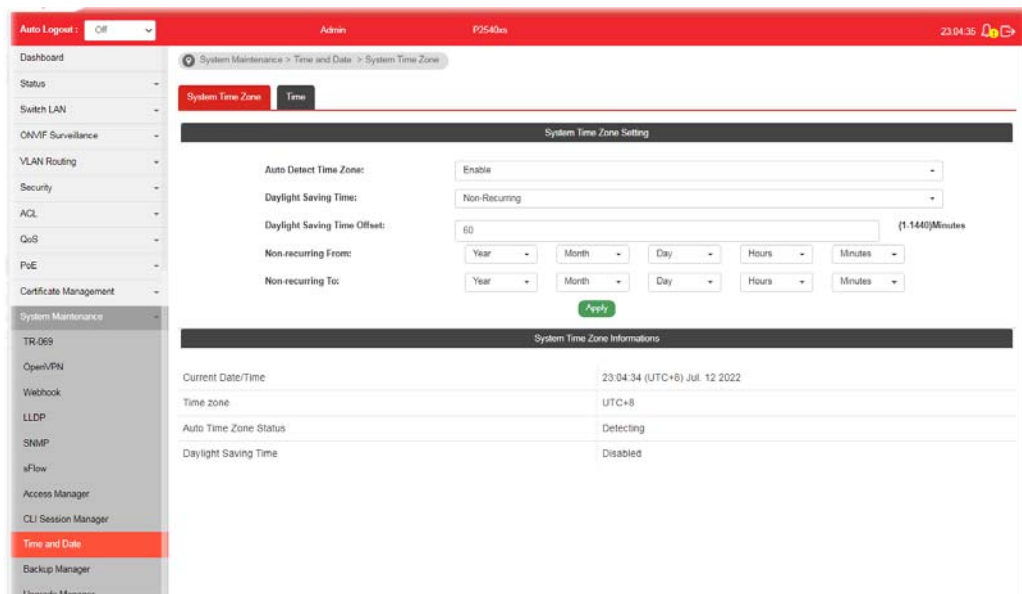 Auto Logout : Off Admin P2540xs 23:04:35
Dashboard
Status
Switch LAN
ONVIF Surveillance
VLAN Routing
Security
ACL
QoS
PoE
Certificate Management
System Maintenance
TR-069
OpenVPN
Webhook
LLDP
SNMP
sFlow
Access Manager
CLI Session Manager
Time and Date
Backup Manager
Upgrade Manager
System Maintenance > Time and Date > System Time Zone
System Time Zone Time
System Time Zone Setting
Auto Detect Time Zone: Enable
Daylight Saving Time: Non-Recurring
Daylight Saving Time Offset: 60 (1-1440)Minutes
Non-recurring From: Year Month Day Hours Minutes
Non-recurring To: Year Month Day Hours Minutes
Apply
System Time Zone Informations
Current Date/Time 23:04:34 (UTC+8) Jul. 12 2022
Time zone UTC+8
Auto Time Zone Status Detecting
Daylight Saving Time Disabled